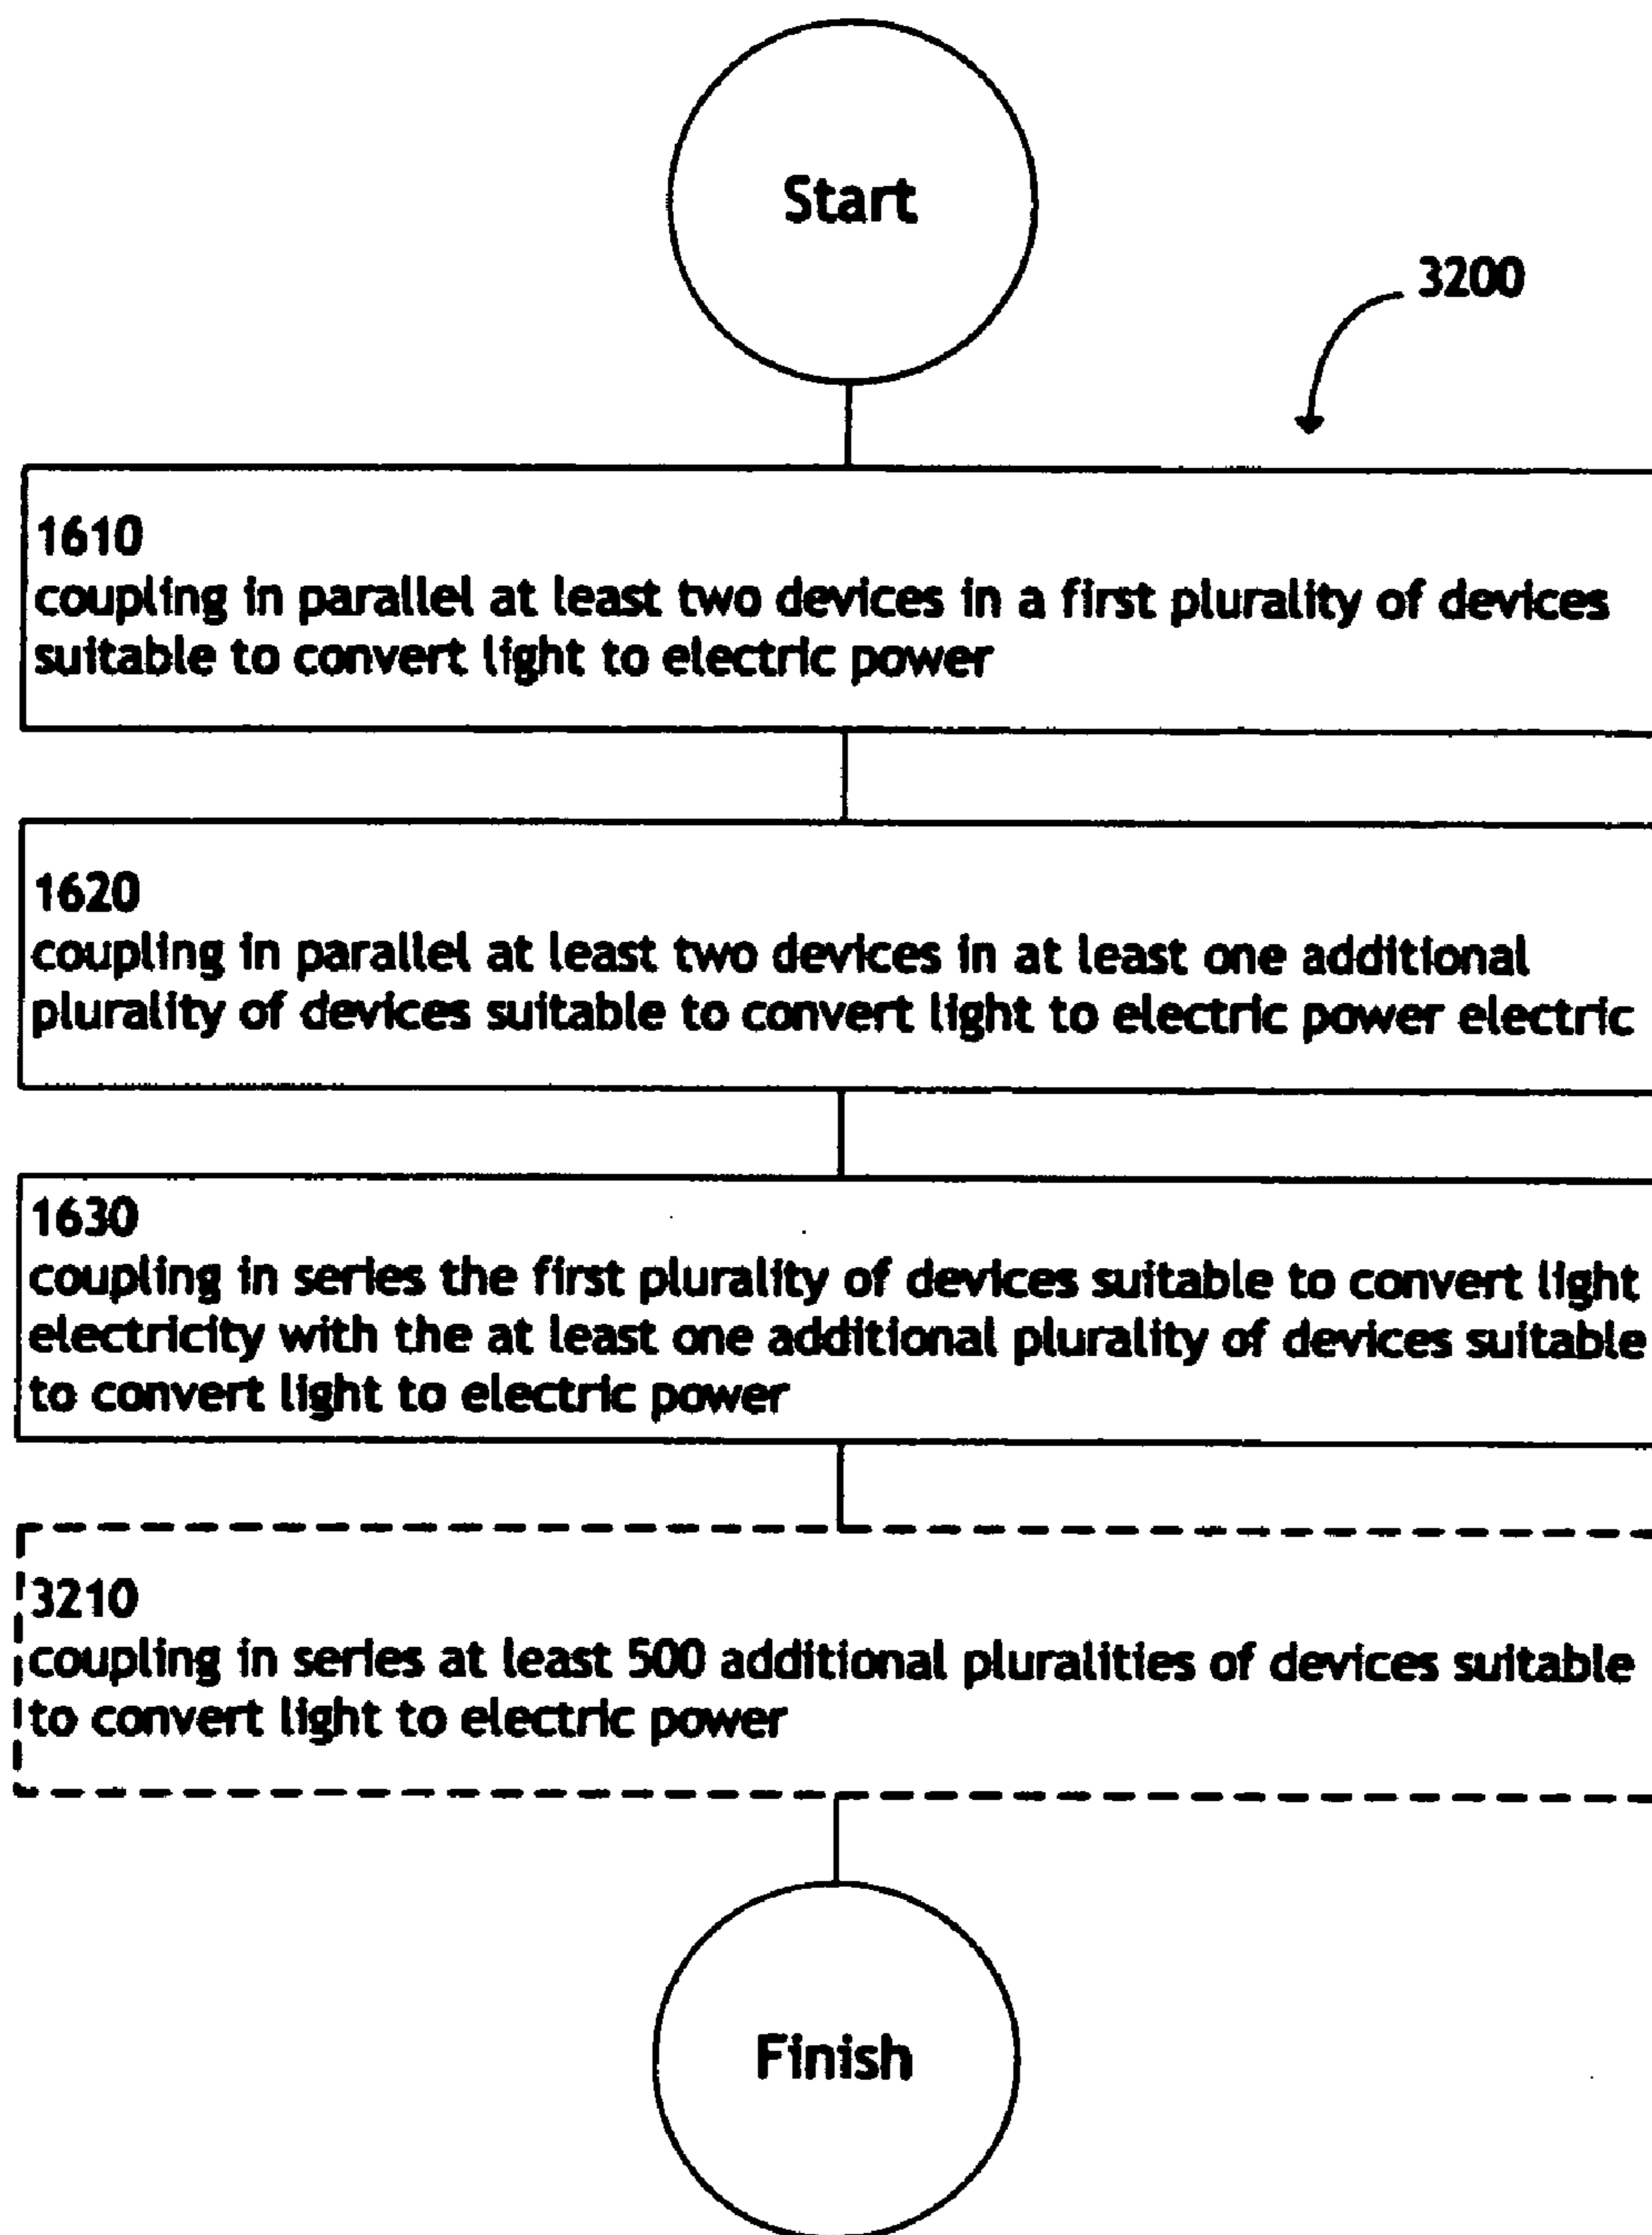 Start
3200
1610
coupling in parallel at least two devices in a first plurality of devices
suitable to convert light to electric power
1620
coupling in parallel at least two devices in at least one additional
plurality of devices suitable to convert light to electric power electric
1630
coupling in series the first plurality of devices suitable to convert light
electricity with the at least one additional plurality of devices suitable
to convert light to electric power
3210
coupling in series at least 500 additional pluralities of devices suitable
to convert light to electric power
Finish